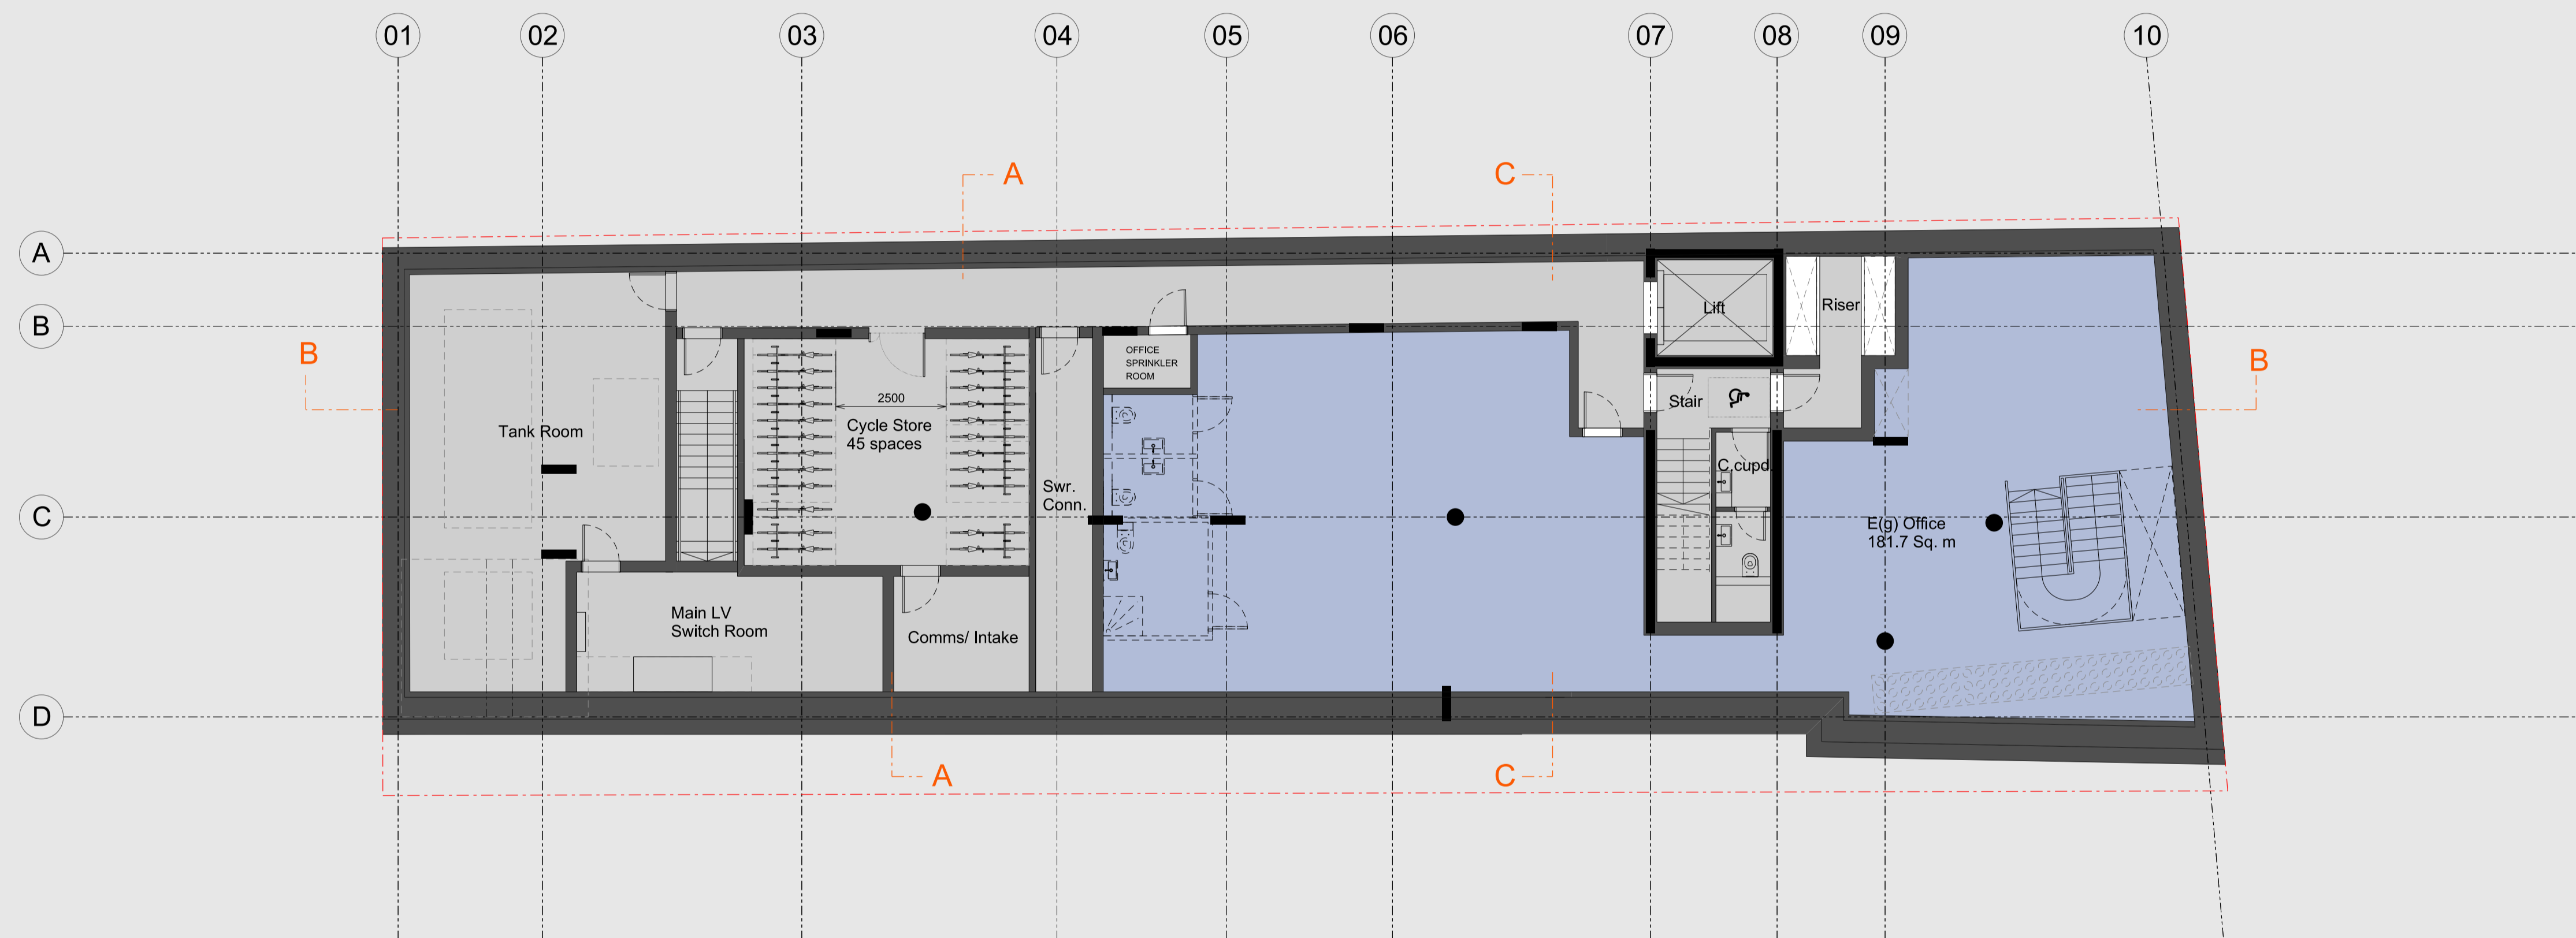 01
02
03
04
05
06
07
08
09
10
A
C
A
B
Lift
Riser
B
B
OFFICE
SPRINKLER
ROOM
2500
Stair
Cycle Store
45 spaces
Tank Room
C.cupd.
Swr.
Conn.
C
E(g) Office
181.7 Sq. m
Main LV
Switch Room
Comms/ Intake
D
A
C